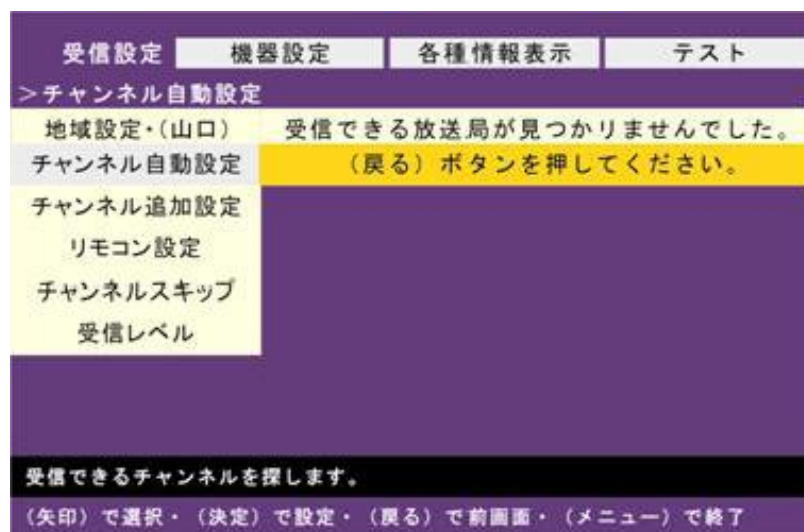 受信設定 機器設定 各種情報表示 テスト
＞チャンネル自動設定
地域設定・(山口) 受信できる放送局が見つかりませんでした。
チャンネル自動設定 （戻る）ボタンを押してください。
チャンネル追加設定
リモコン設定
チャンネルスキップ
受信レベル
受信できるチャンネルを探します。
（矢印）で選択・（決定）で設定・（戻る）で前画面・（メニュー）で終了